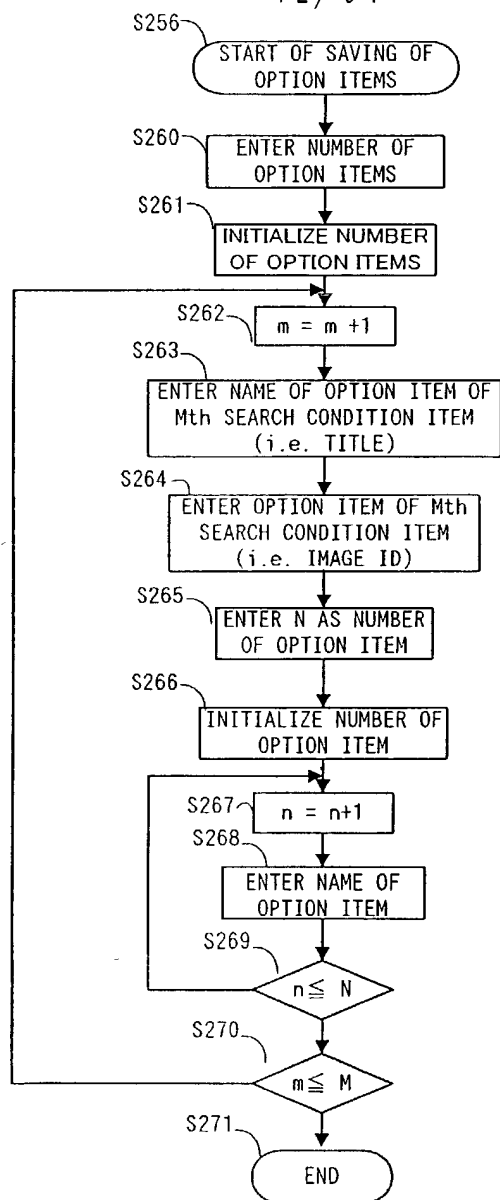 S256
START OF SAVING OF
OPTION ITEMS
S260
ENTER NUMBER OF
OPTION ITEMS
S261
INITIALIZE NUMBER
OF OPTION ITEMS
S262
m = m +1
S263
ENTER NAME OF OPTION ITEM OF
Mth SEARCH CONDITION ITEM
(i.e. TITLE)
S264
ENTER OPTION ITEM OF Mth
SEARCH CONDITION ITEM
(i.e. IMAGE ID)
S265
ENTER N AS NUMBER
OF OPTION ITEM
S266
INITIALIZE NUMBER OF
OPTION ITEM
S267
n = n+1
S268
ENTER NAME OF
OPTION ITEM
S269
n≦ N
S270
m≦ M
S271
END